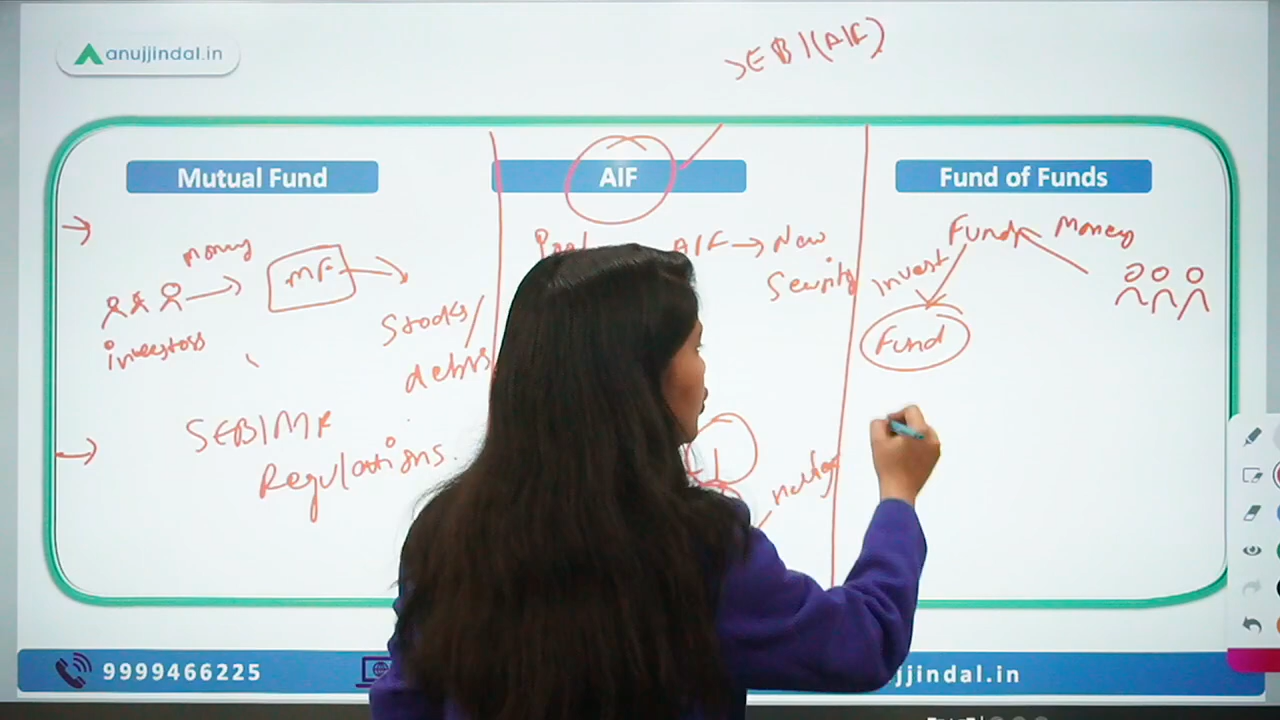 anujjindal.in
SEBI(AIF)
Mutual Fund
AIF
Fund of Funds
Money
MF
investors
Stocks/
debts
SEBI MF
Regulations.
AIF → New
Security
Fund
Money
Invest
Fund
9999466225
jjindal.in